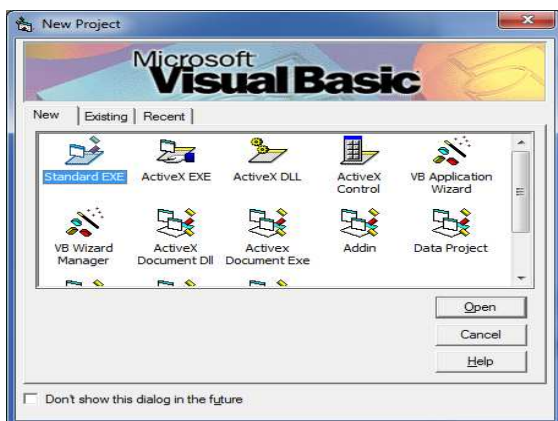 New Project
Microsoft
Visual Basic
New Existing Recent
Standard EXE ActiveX EXE ActiveX DLL ActiveX Control VB Application Wizard
VB Wizard Manager ActiveX Document Dll Activex Document Exe Addin Data Project
Open
Cancel
Help
Don't show this dialog in the future